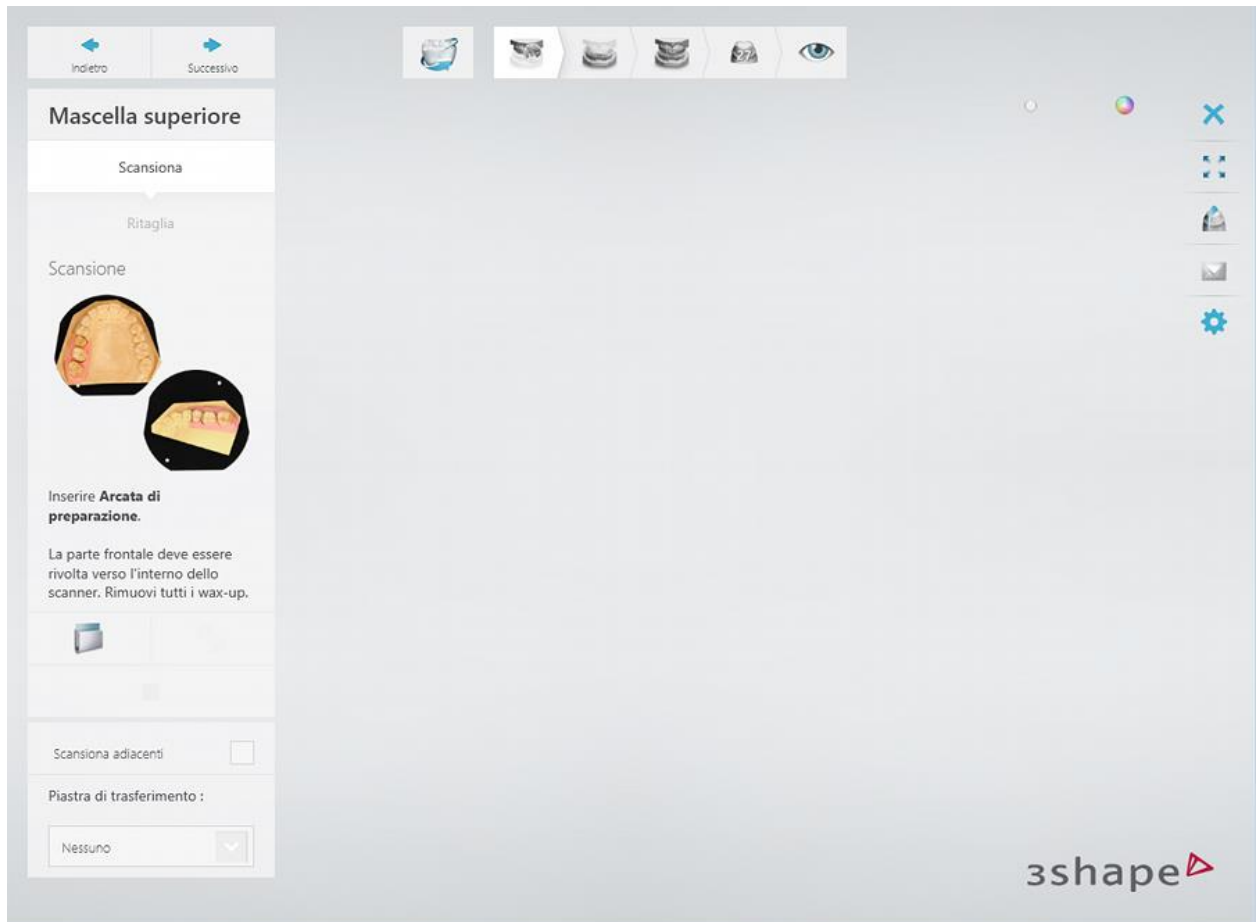 Indietro
Successivo
Mascella superiore
Scansiona
Ritaglia
Scansione
Inserire Arcata di
preparazione.
La parte frontale deve essere
rivolta verso l'interno dello
scanner. Rimuovi tutti i wax-up.
Scansiona adiacenti
Piastra di trasferimento :
Nessuno
3shape